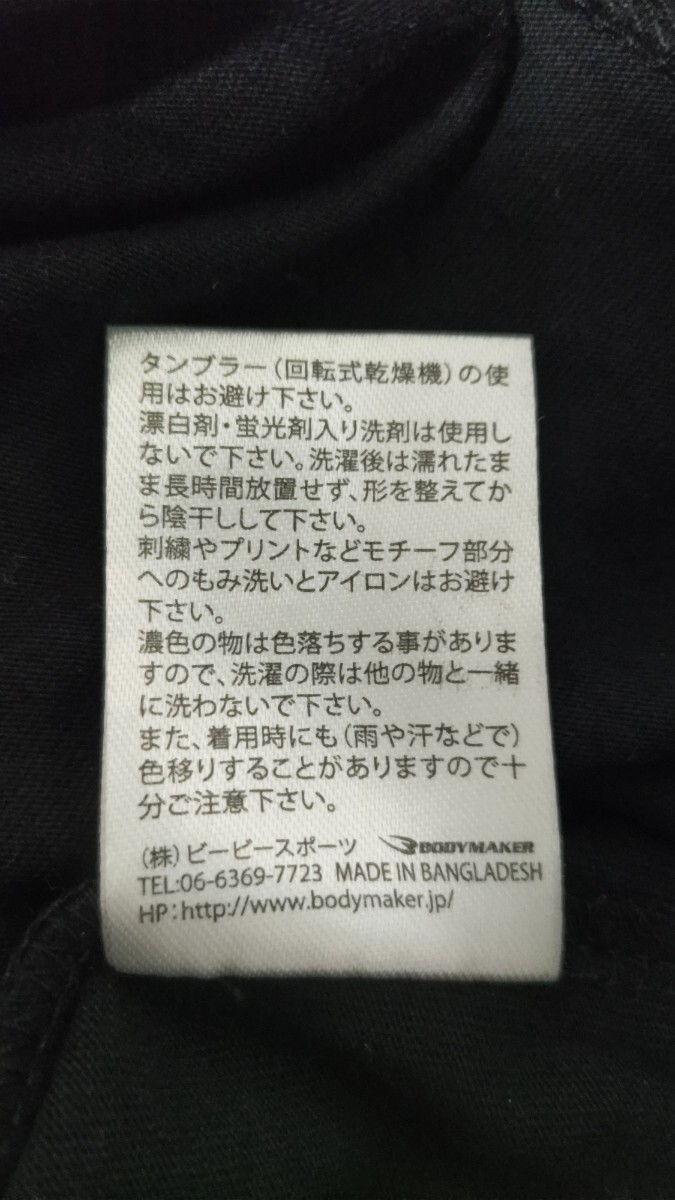 タンブラー（回転式乾燥機）の使
用はお避け下さい。
漂白剤・蛍光剤入り洗剤は使用し
ないで下さい。洗濯後は濡れたま
ま長時間放置せず、形を整えてか
ら陰干しして下さい。
刺繍やプリントなどモチーフ部分
へのもみ洗いとアイロンはお避け
下さい。
濃色の物は色落ちする事がありま
すので、洗濯の際は他の物と一緒
に洗わないで下さい。
また、着用時にも（雨や汗などで）
色移りすることがありますので十
分ご注意下さい。
（株）ビービースポーツ BODYMAKER
TEL:06-6369-7723 MADE IN BANGLADESH
HP:http://www.bodymaker.jp/